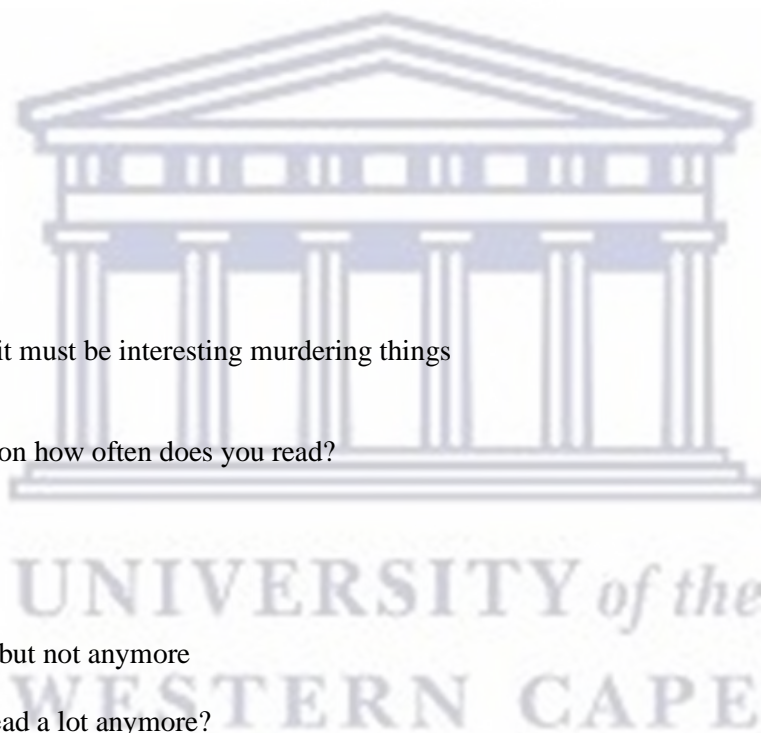 it must be interesting murdering things
on how often does you read?
UNIVERSITY of the
but not anymore
WESTERN CAPE
ead a lot anymore?